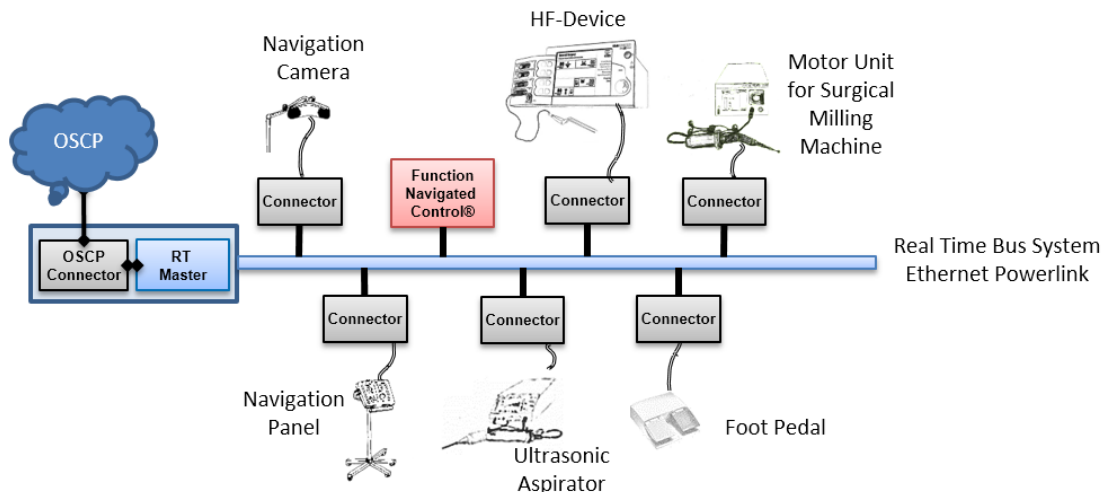 HF-Device
Navigation
Camera
Motor Unit
for Surgical
Milling
Machine
OSCP
Function
Navigated
Control®
Connector
Connector
Connector
OSCP
Connector
RT
Master
Real Time Bus System
Ethernet Powerlink
Connector
Connector
Connector
Navigation
Panel
Ultrasonic
Aspirator
Foot Pedal